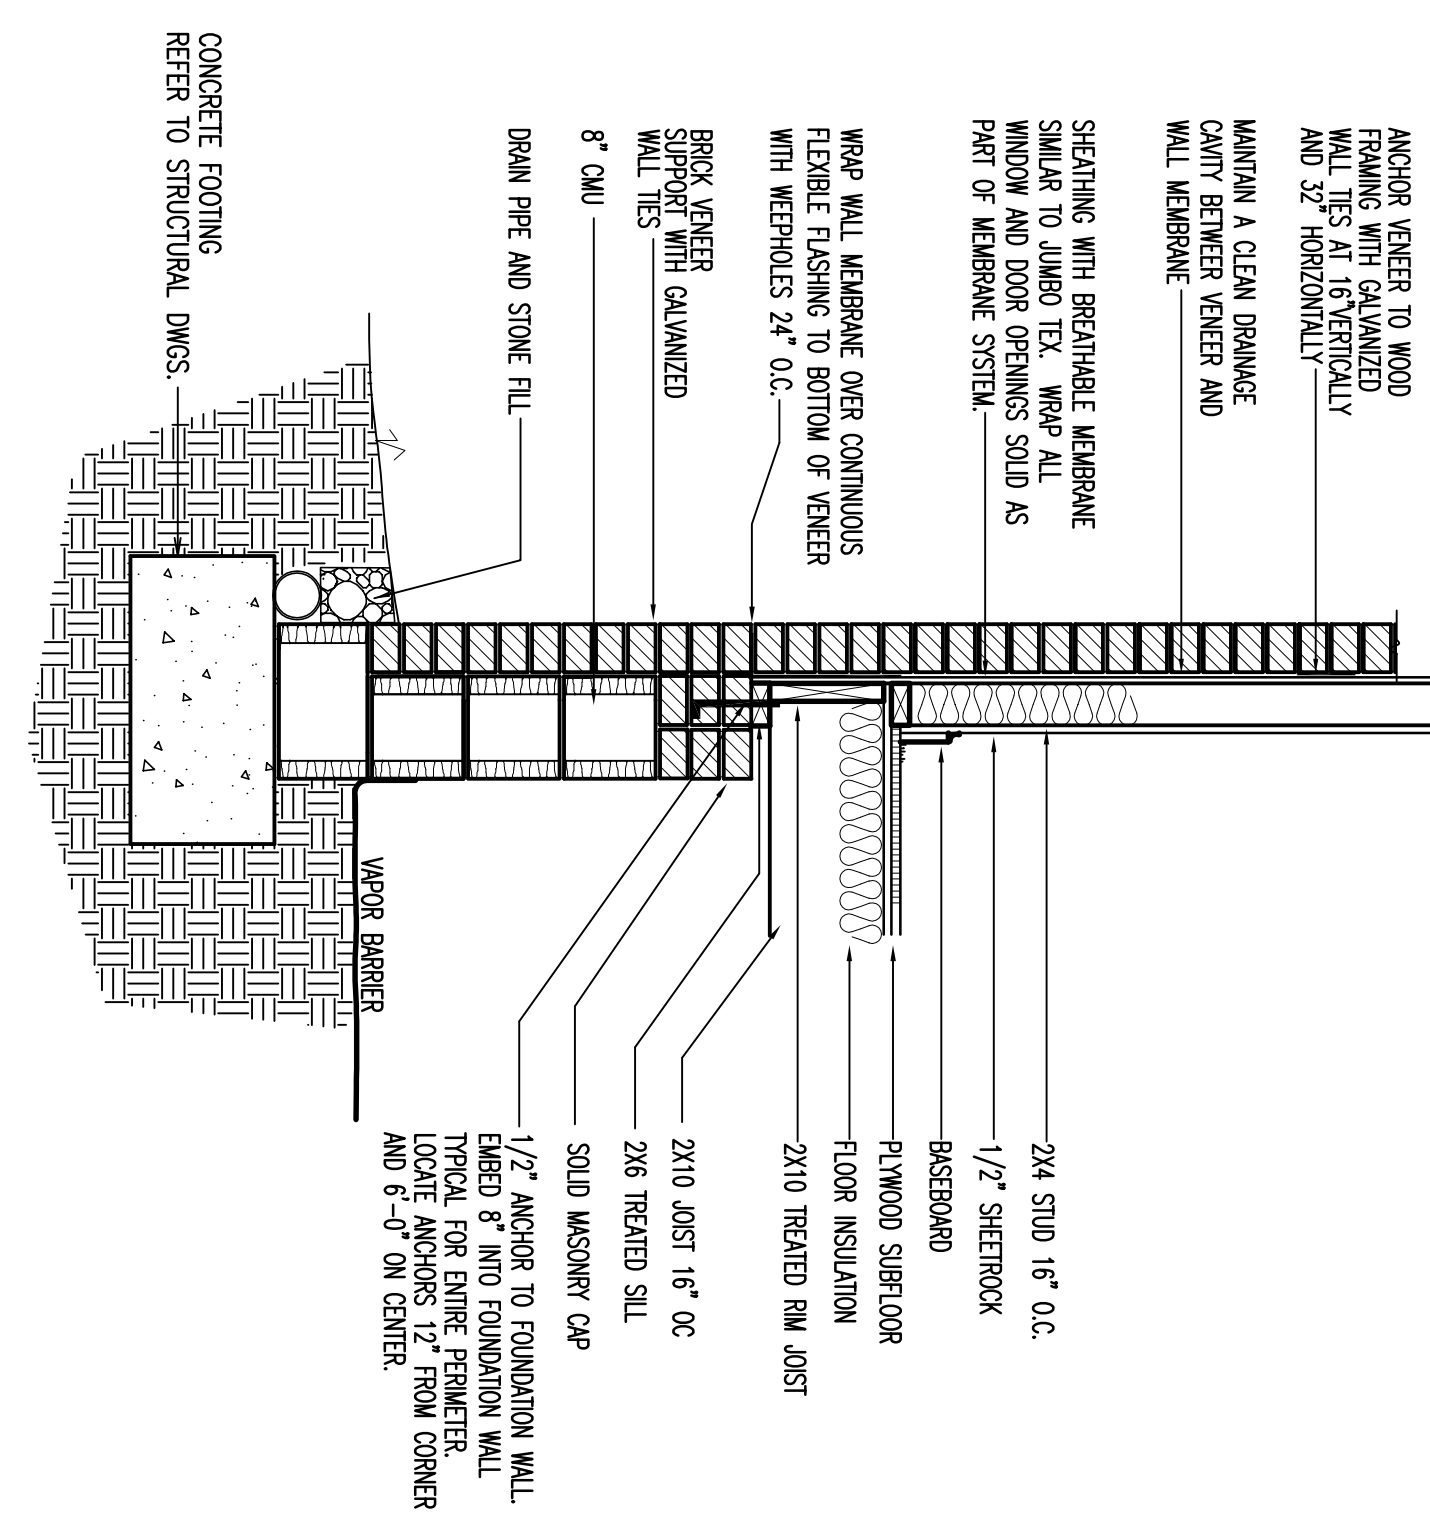 ANCHOR VENEER TO WOOD
FRAMING WITH GALVANIZED
WALL TIES AT 16"VERTICALLY
AND 32" HORIZONTALLY
MAINTAIN A CLEAN DRAINAGE
CAVITY BETWEER VENEER AND
WALL MEMBRANE
SHEATHING WITH BREATHABLE MEMBRANE
SIMILAR TO JUMBO TEX.  WRAP ALL
WINDOW AND DOOR OPENINGS SOLID AS
PART OF MEMBRANE SYSTEM.
WRAP WALL MEMBRANE OVER CONTINUOUS
FLEXIBLE FLASHING TO BOTTOM OF VENEER
WITH WEEPHOLES 24" O.C.
BRICK VENEER
SUPPORT WITH GALVANIZED
WALL TIES
8" CMU
DRAIN PIPE AND STONE FILL
CONCRETE FOOTING
REFER TO STRUCTURAL DWGS.
2X4 STUD 16" O.C.
1/2" SHEETROCK
BASEBOARD
PLYWOOD SUBFLOOR
FLOOR INSULATION
2X10 TREATED RIM JOIST
2X10 JOIST 16" OC
2X6 TREATED SILL
SOLID MASONRY CAP
1/2" ANCHOR TO FOUNDATION WALL.
EMBED 8" INTO FOUNDATION WALL
TYPICAL FOR ENTIRE PERIMETER.
LOCATE ANCHORS 12" FROM CORNER
AND 6'-0" ON CENTER.
VAPOR BARRIER